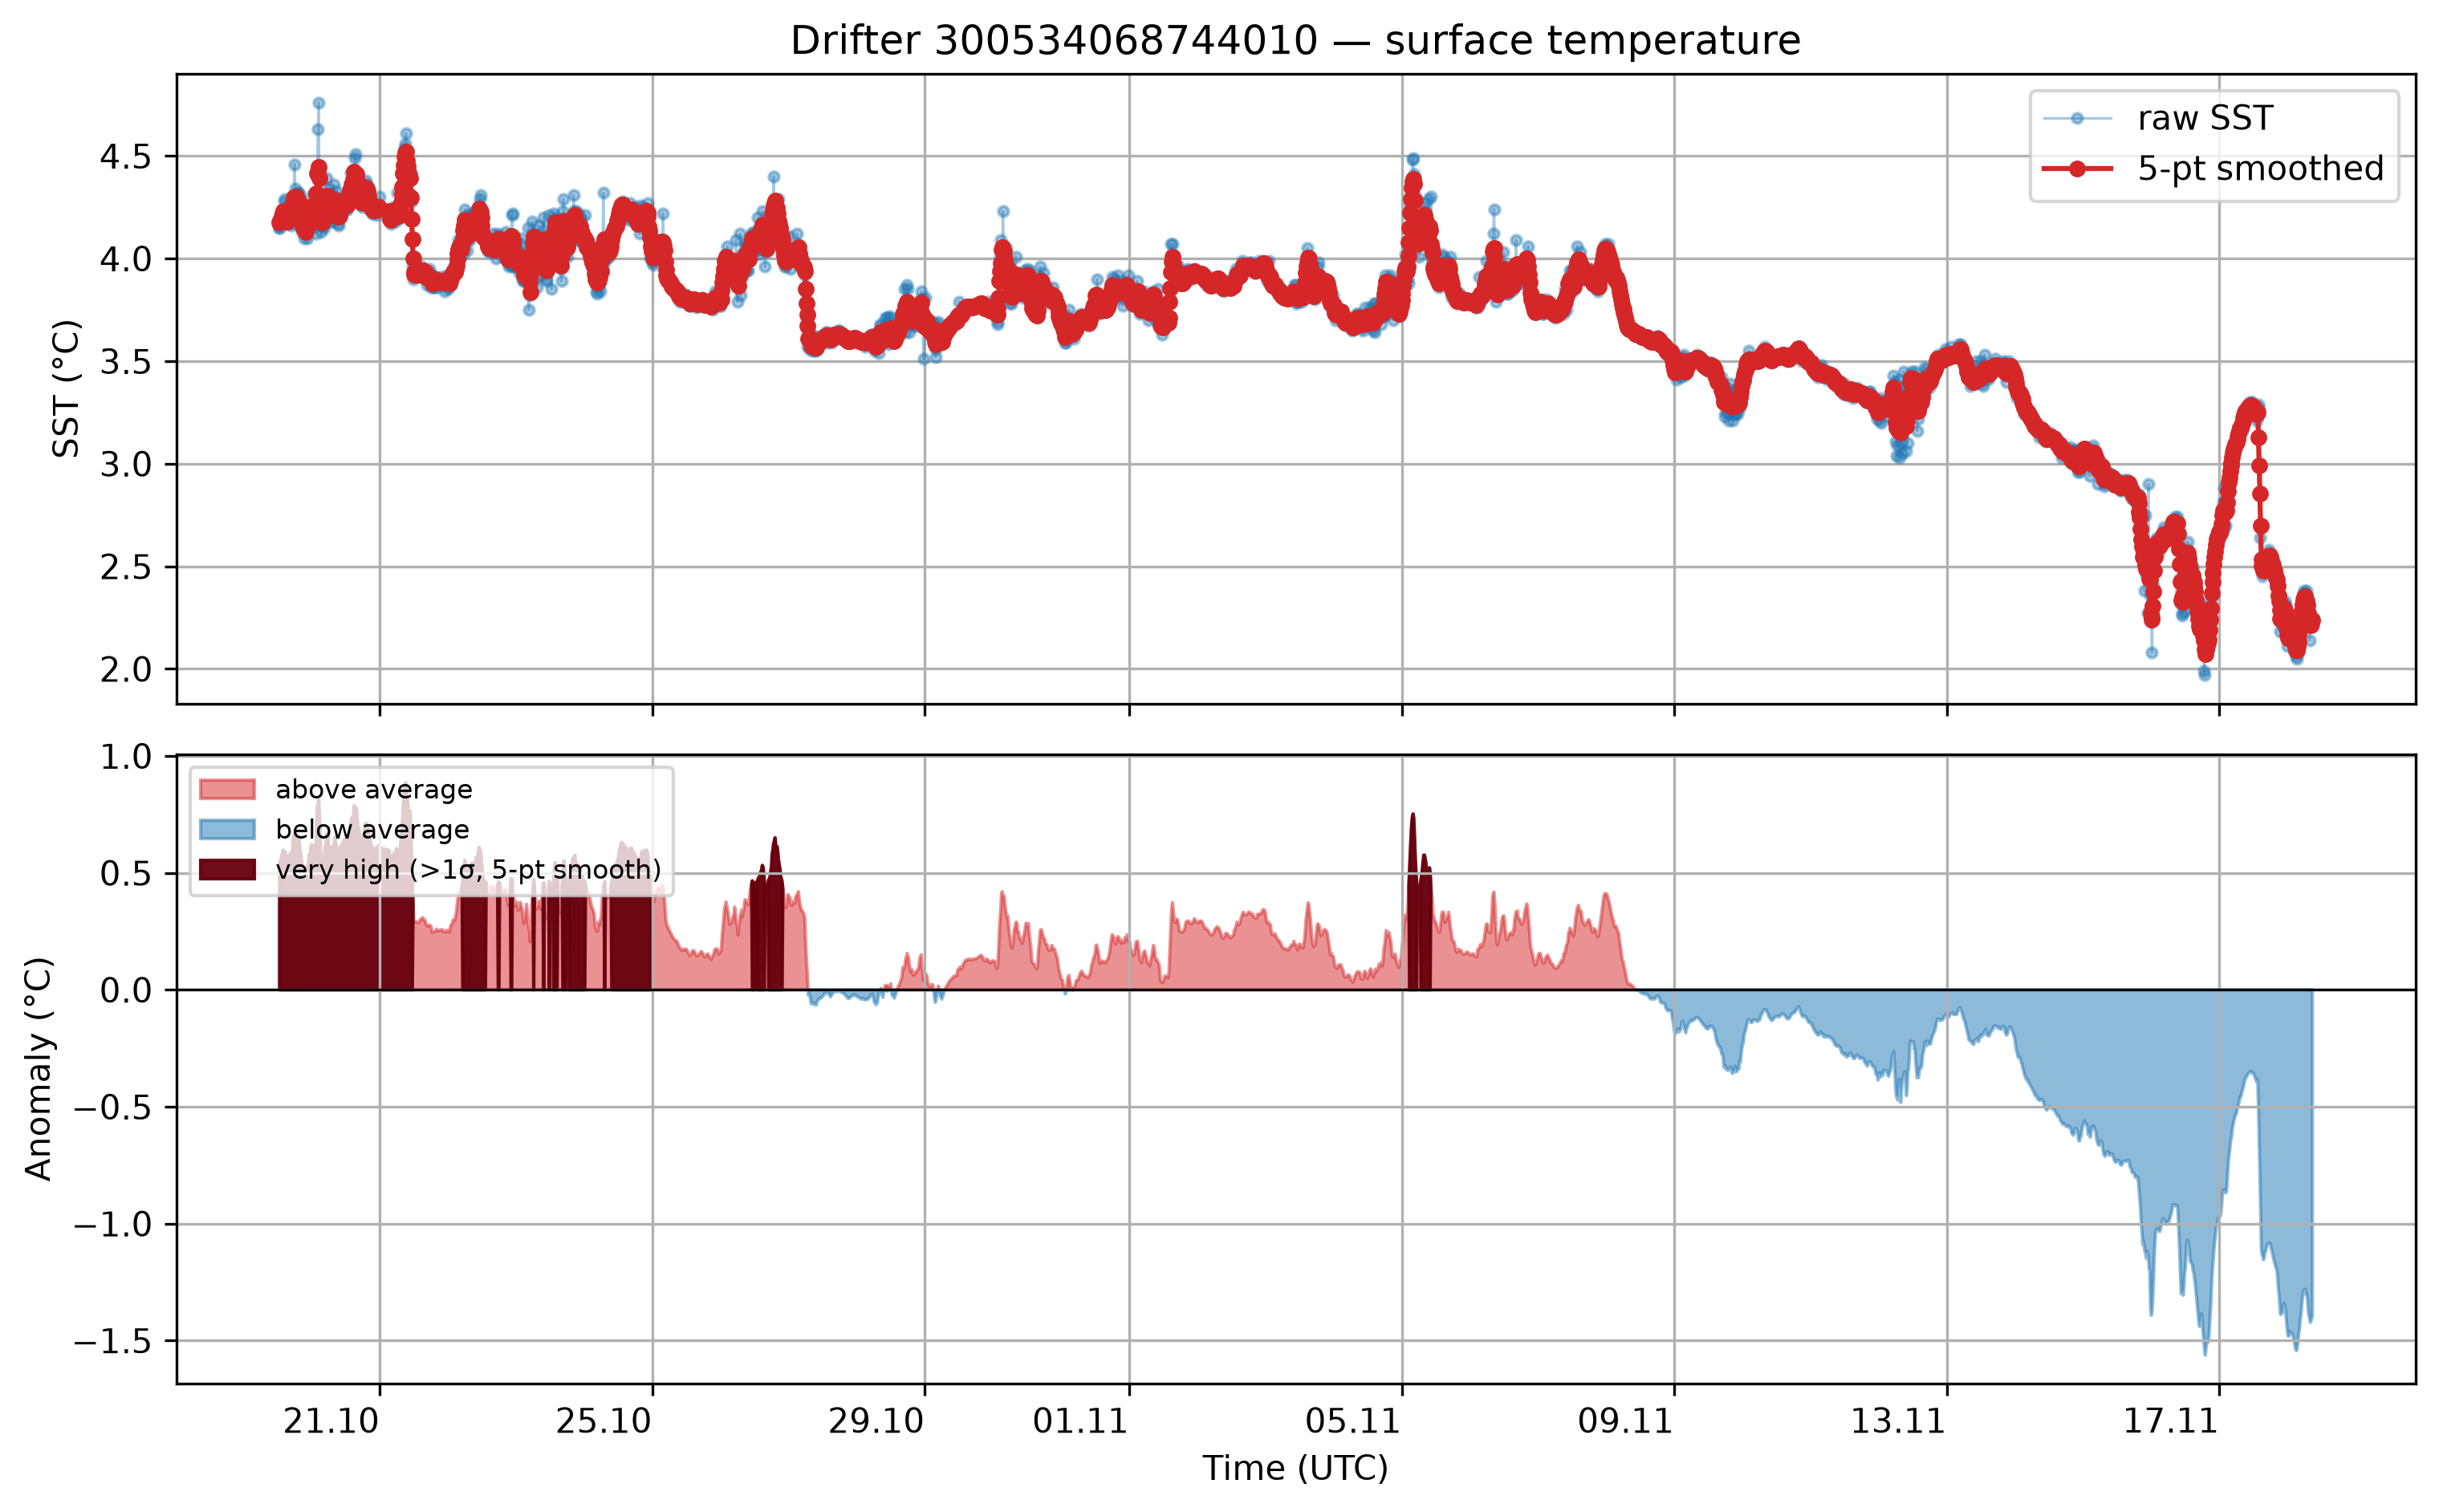 Drifter 300534068744010 — surface temperature
raw SST
5-pt smoothed
SST (°C)
4.5
4.0
3.5
3.0
2.5
2.0
above average
below average
very high (>1σ, 5-pt smooth)
Anomaly (°C)
1.0
0.5
0.0
−0.5
−1.0
−1.5
21.10 25.10 29.10 01.11 05.11 09.11 13.11 17.11
Time (UTC)